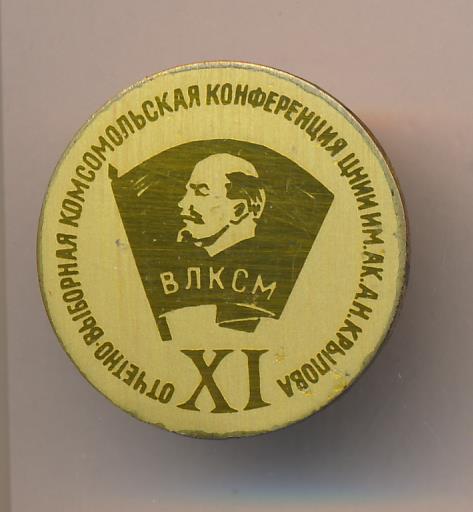 ОТЧЕТНО-ВЫБОРНАЯ КОМСОМОЛЬСКАЯ КОНФЕРЕНЦИЯ ЦНИИ ИМ. АК. А.Н. КРЫЛОВА
ВЛКСМ
XI